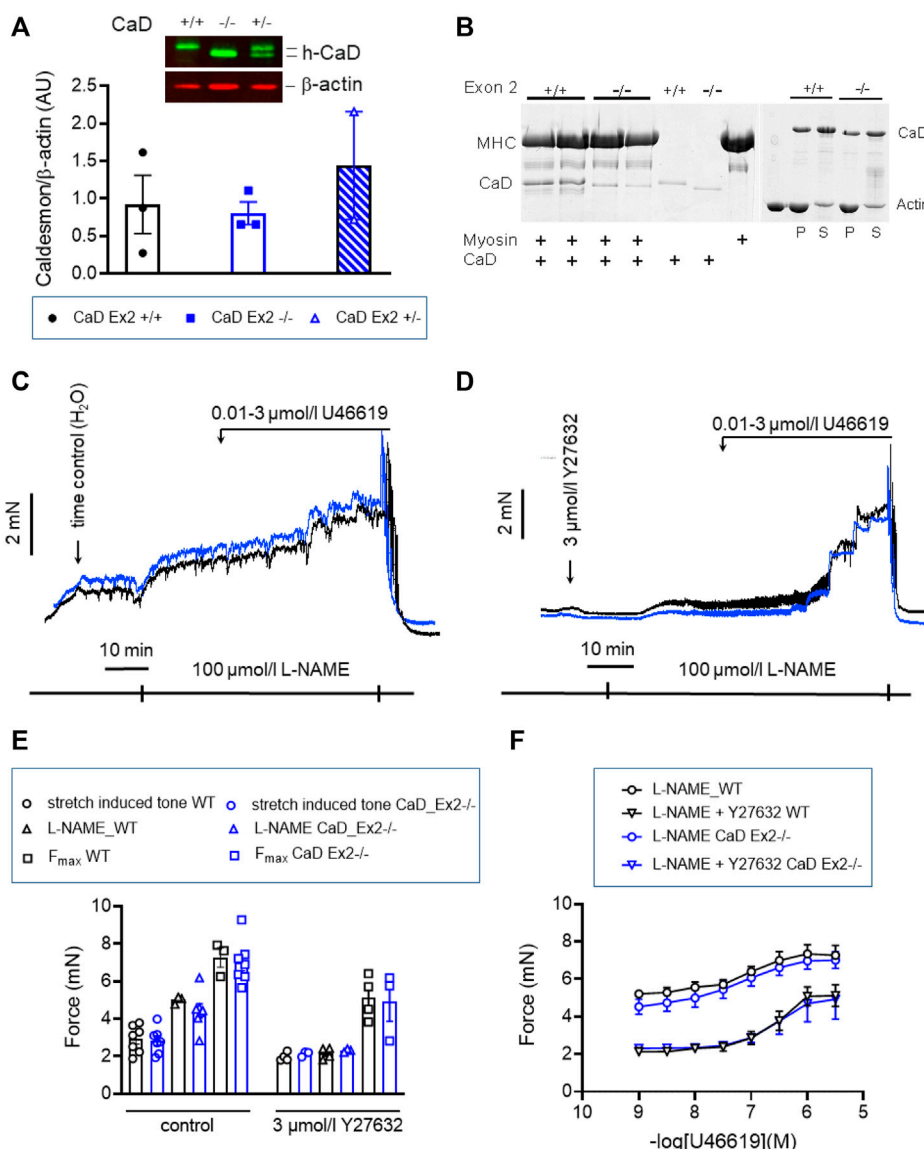 A
CaD +/+ -/- +/-
h-CaD
β-actin
Caldesmon/β-actin (AU)
2.5
2.0
1.5
1.0
0.5
0.0
CaD Ex2 +/+ CaD Ex2 -/- CaD Ex2 +/-
B
Exon 2 +/+ -/- +/+ -/- +/+ -/-
MHC
CaD
CaD
Actin
P S P S
Myosin + + + + +
CaD + + + + + +
C
time control (H₂O)
0.01-3 µmol/l U46619
2 mN
10 min
100 µmol/l L-NAME
D
3 µmol/l Y27632
0.01-3 µmol/l U46619
2 mN
10 min
100 µmol/l L-NAME
E
stretch induced tone WT stretch induced tone CaD_Ex2-/-
L-NAME_WT L-NAME CaD_Ex2-/-
Fmax WT Fmax CaD Ex2-/-
Force (mN)
10
8
6
4
2
0
control 3 µmol/l Y27632
F
L-NAME_WT
L-NAME + Y27632 WT
L-NAME CaD Ex2-/-
L-NAME + Y27632 CaD Ex2-/-
Force (mN)
10
8
6
4
2
0
10 9 8 7 6 5
-log[U46619](M)